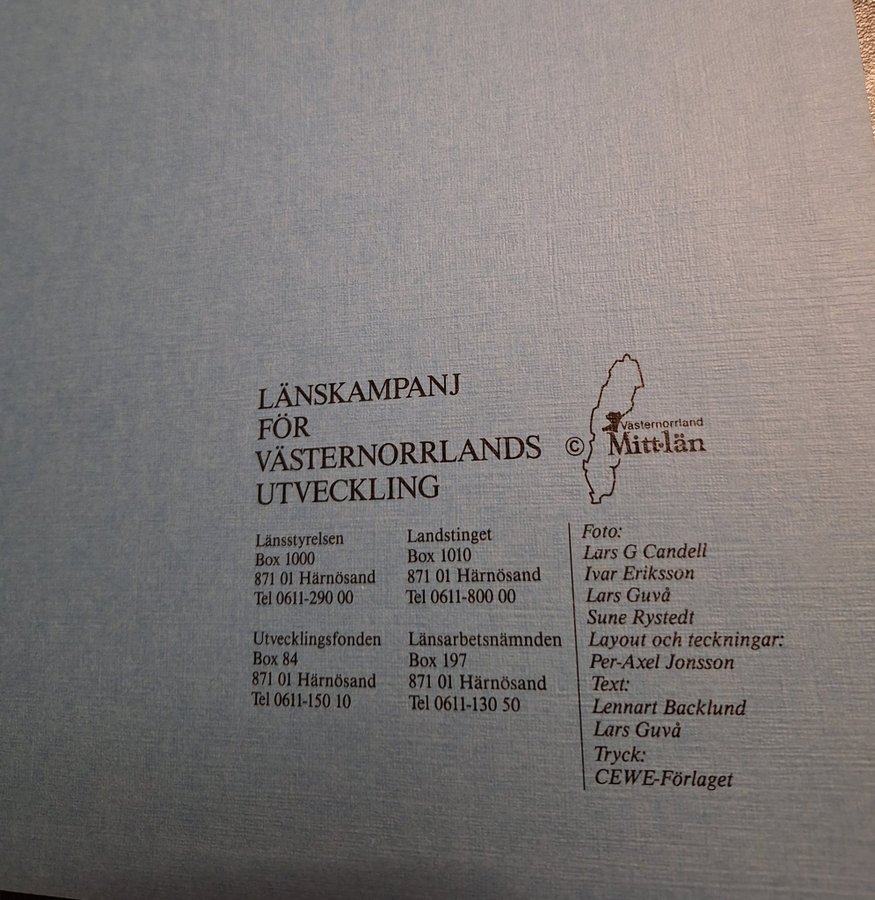 LÄNSKAMPANJ
FÖR
VÄSTERNORRLANDS
UTVECKLING
©
Västernorrland
Mitt·län
Länsstyrelsen
Box 1000
871 01 Härnösand
Tel 0611-290 00
Landstinget
Box 1010
871 01 Härnösand
Tel 0611-800 00
Utvecklingsfonden
Box 84
871 01 Härnösand
Tel 0611-150 10
Länsarbetsnämnden
Box 197
871 01 Härnösand
Tel 0611-130 50
Foto:
Lars G Candell
Ivar Eriksson
Lars Guvå
Sune Rystedt
Layout och teckningar:
Per-Axel Jonsson
Text:
Lennart Backlund
Lars Guvå
Tryck:
CEWE-Förlaget